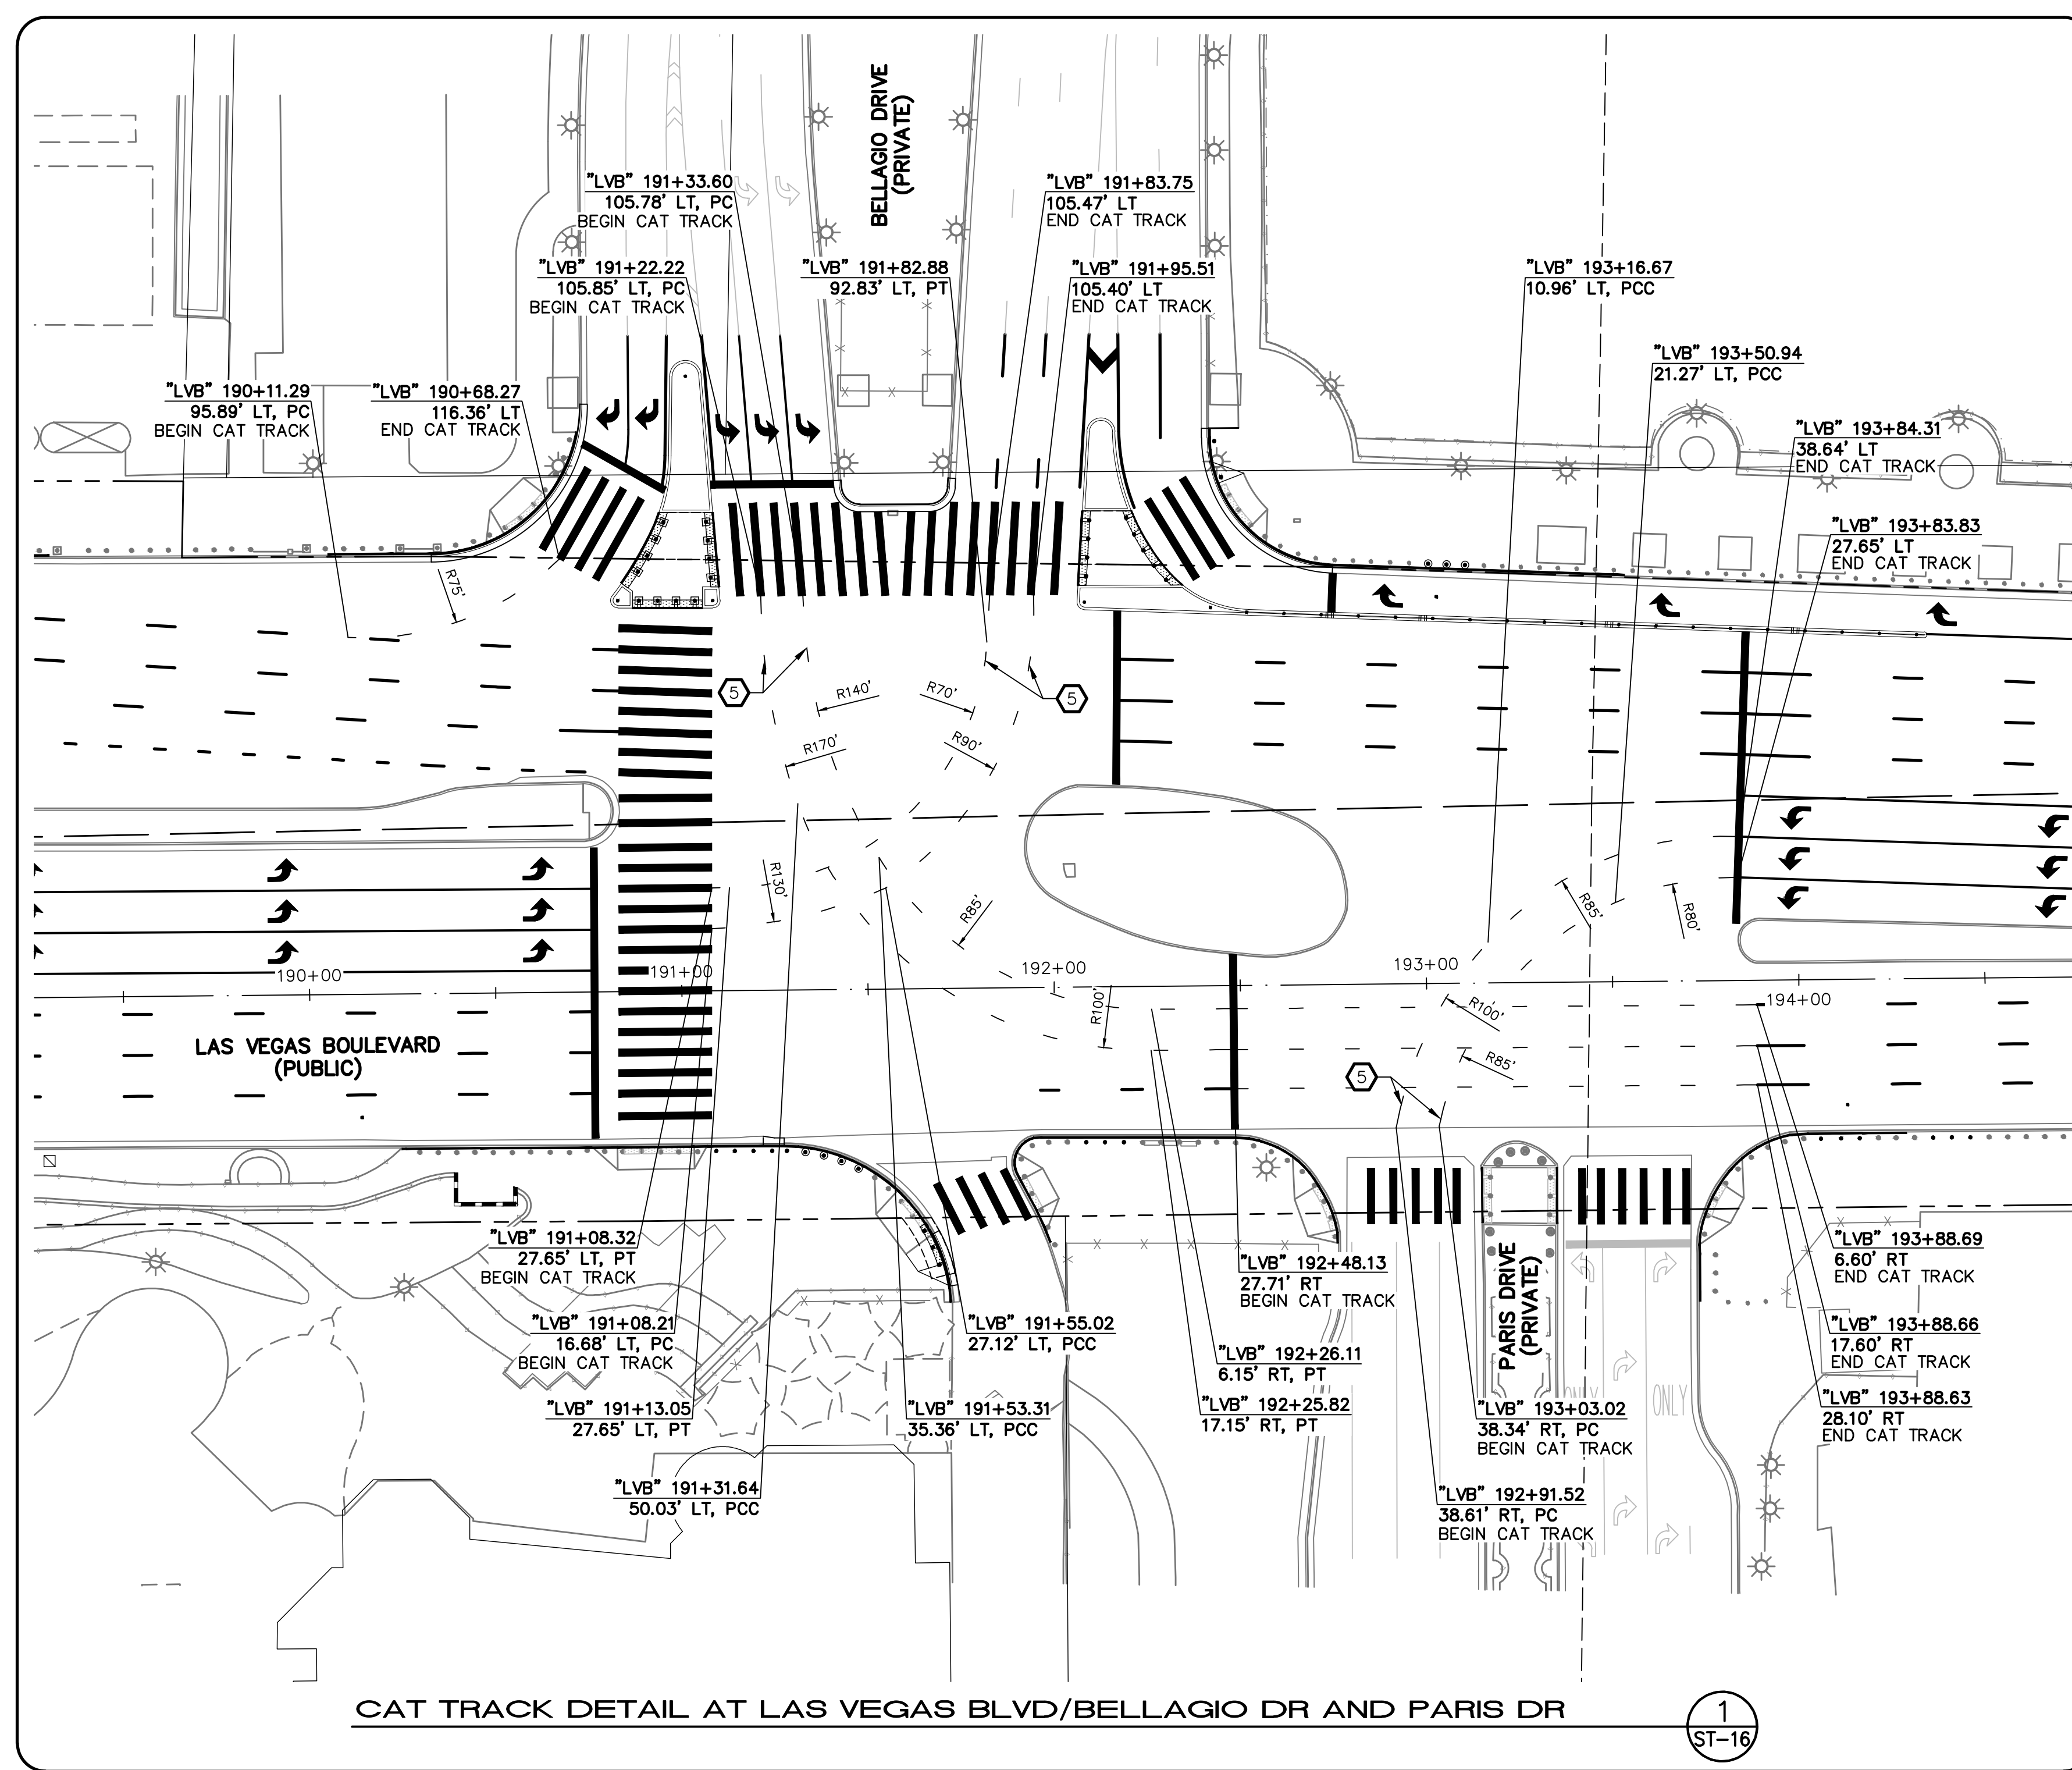 BELLAGIO DRIVE
(PRIVATE)
"LVB" 191+33.60
105.78' LT, PC
BEGIN CAT TRACK
"LVB" 191+83.75
105.47' LT
END CAT TRACK
"LVB" 191+22.22
105.85' LT, PC
BEGIN CAT TRACK
"LVB" 191+82.88
92.83' LT, PT
"LVB" 191+95.51
105.40' LT
END CAT TRACK
"LVB" 193+16.67
10.96' LT, PCC
"LVB" 193+50.94
21.27' LT, PCC
"LVB" 190+11.29
95.89' LT, PC
BEGIN CAT TRACK
"LVB" 190+68.27
116.36' LT
END CAT TRACK
"LVB" 193+84.31
38.64' LT
END CAT TRACK
"LVB" 193+83.83
27.65' LT
END CAT TRACK
R75'
5
R140'
R70'
5
R170'
R90'
R130'
R85'
R85'
R80'
190+00
191+00
192+00
193+00
194+00
R100'
R100'
R85'
5
LAS VEGAS BOULEVARD
(PUBLIC)
"LVB" 191+08.32
27.65' LT, PT
BEGIN CAT TRACK
"LVB" 191+08.21
16.68' LT, PC
BEGIN CAT TRACK
"LVB" 191+13.05
27.65' LT, PT
"LVB" 191+31.64
50.03' LT, PCC
"LVB" 191+55.02
27.12' LT, PCC
"LVB" 191+53.31
35.36' LT, PCC
"LVB" 192+48.13
27.71' RT
BEGIN CAT TRACK
"LVB" 192+26.11
6.15' RT, PT
"LVB" 192+25.82
17.15' RT, PT
PARIS DRIVE
(PRIVATE)
"LVB" 193+03.02
38.34' RT, PC
BEGIN CAT TRACK
"LVB" 192+91.52
38.61' RT, PC
BEGIN CAT TRACK
ONLY
ONLY
"LVB" 193+88.69
6.60' RT
END CAT TRACK
"LVB" 193+88.66
17.60' RT
END CAT TRACK
"LVB" 193+88.63
28.10' RT
END CAT TRACK
CAT TRACK DETAIL AT LAS VEGAS BLVD/BELLAGIO DR AND PARIS DR
1
ST-16